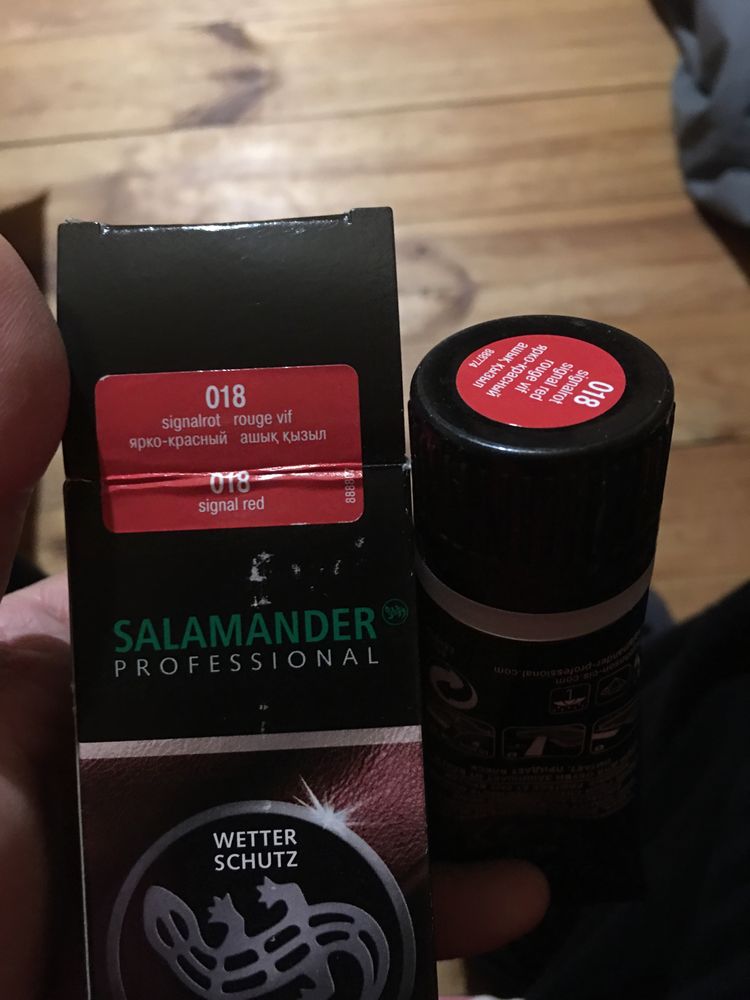 018
signalrot rouge vif
ярко-красный ашық қызыл
018
signal red
SALAMANDER
PROFESSIONAL
WETTER
SCHUTZ
018
signalrot
signal red
rouge vif
ярко-красный
ашық қызыл
888774